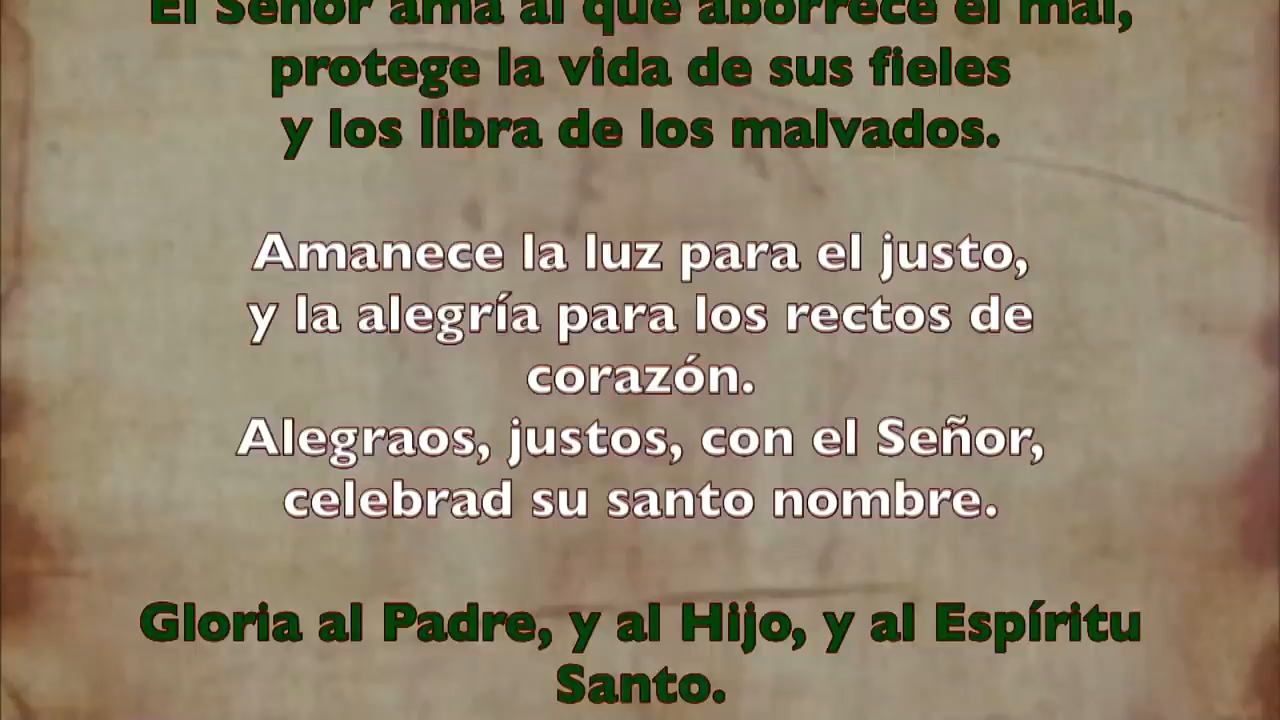 El Señor ama al que aborrece el mal,
protege la vida de sus fieles
y los libra de los malvados.
Amanece la luz para el justo,
y la alegría para los rectos de
corazón.
Alegraos, justos, con el Señor,
celebrad su santo nombre.
Gloria al Padre, y al Hijo, y al Espíritu
Santo.